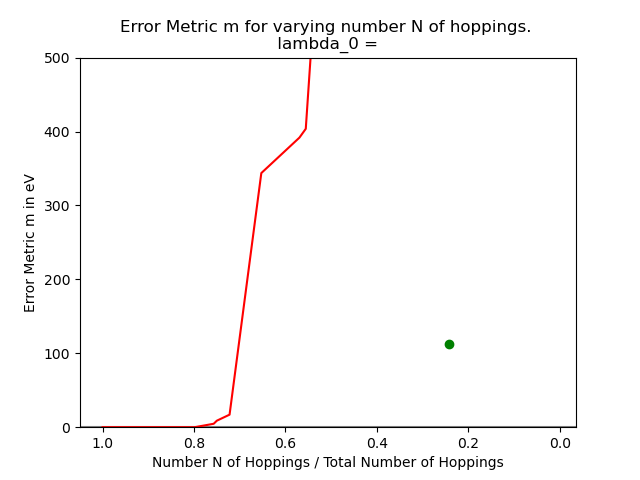 Error Metric m for varying number N of hoppings.
lambda_0 =
500
400
300
200
100
0
Error Metric m in eV
1.0 0.8 0.6 0.4 0.2 0.0
Number N of Hoppings / Total Number of Hoppings